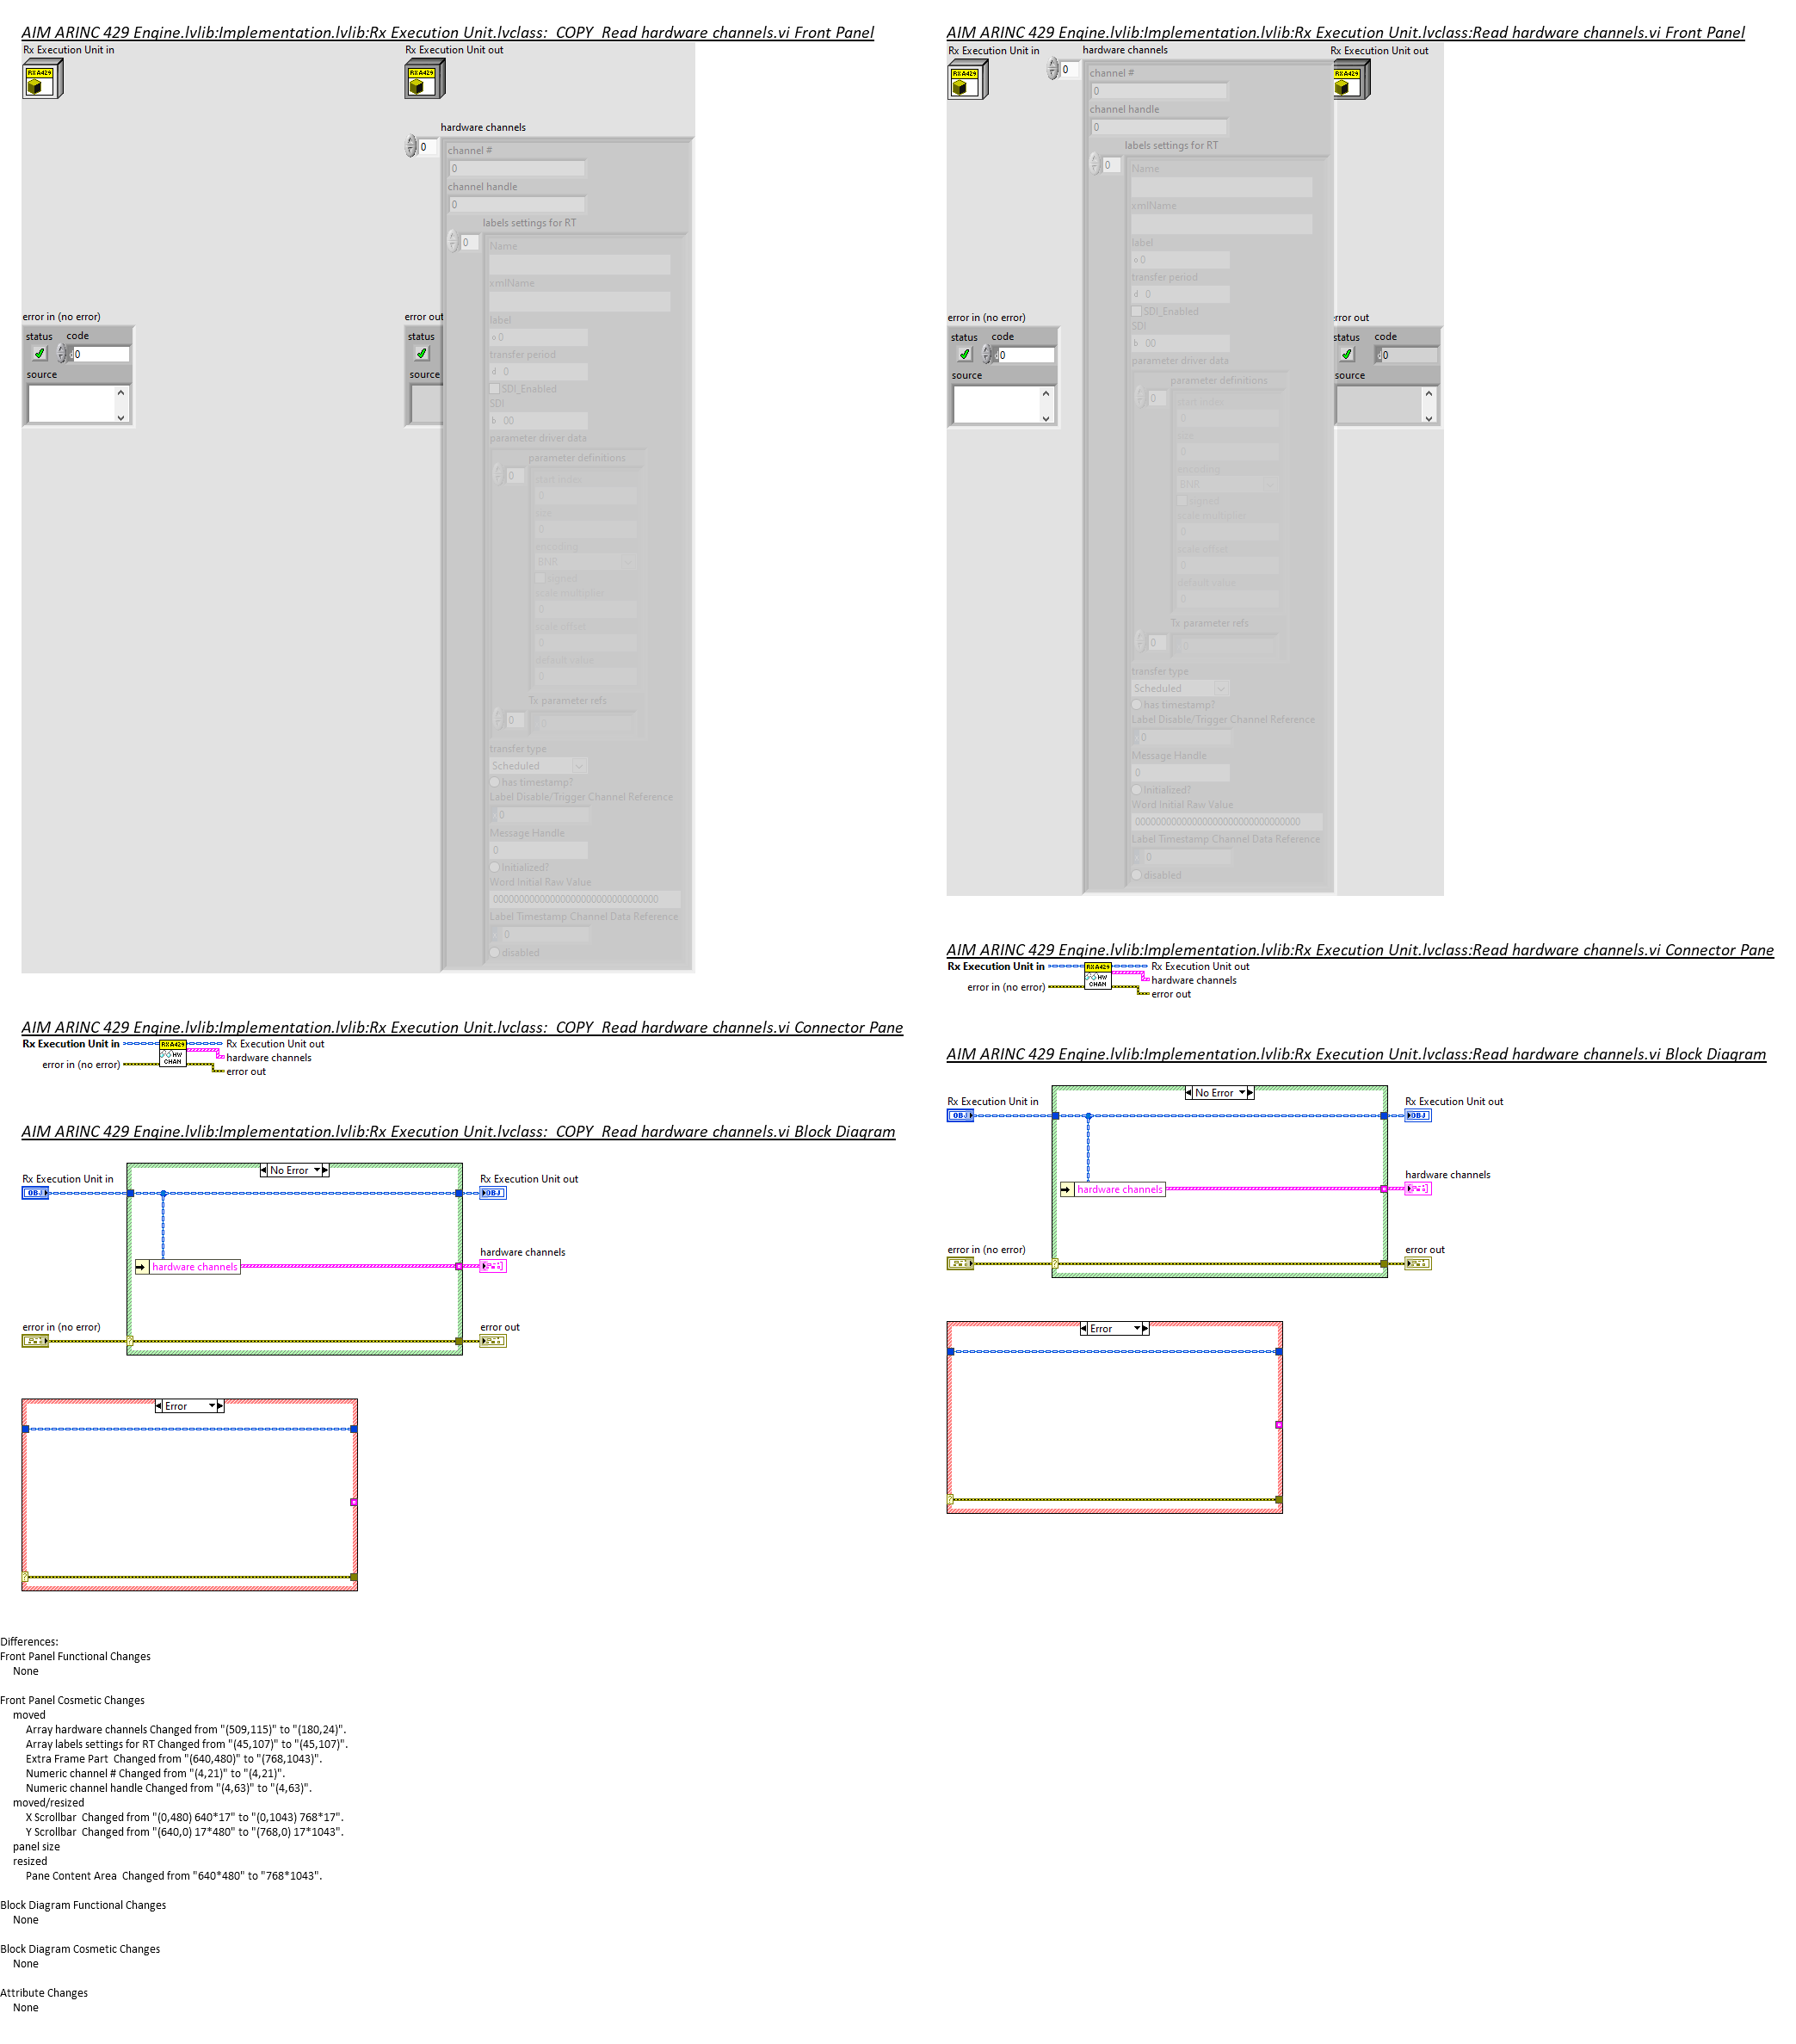 AIM ARINC 429 Engine.lvlib:Implementation.lvlib:Rx Execution Unit.lvclass:  COPY  Read hardware channels.vi Front Panel
Rx Execution Unit in
Rx Execution Unit out
RXA429
RXA429
hardware channels
0
channel #
0
channel handle
0
labels settings for RT
0
Name
xmlName
label
o 0
transfer period
d 0
SDI_Enabled
SDI
b 00
parameter driver data
parameter definitions
0
start index
0
size
0
encoding
BNR
signed
scale multiplier
0
scale offset
0
default value
0
Tx parameter refs
0
transfer type
Scheduled
has timestamp?
Label Disable/Trigger Channel Reference
0
Message Handle
0
Initialized?
Word Initial Raw Value
00000000000000000000000000000000
Label Timestamp Channel Data Reference
0
disabled
error in (no error)
status
code
d0
source
error out
status
source
AIM ARINC 429 Engine.lvlib:Implementation.lvlib:Rx Execution Unit.lvclass:  COPY  Read hardware channels.vi Connector Pane
Rx Execution Unit in
error in (no error)
RXA429
HW
CHAN
Rx Execution Unit out
hardware channels
error out
AIM ARINC 429 Engine.lvlib:Implementation.lvlib:Rx Execution Unit.lvclass:  COPY  Read hardware channels.vi Block Diagram
No Error
Rx Execution Unit in
OBJ
Rx Execution Unit out
OBJ
hardware channels
hardware channels
error in (no error)
error out
Error
Differences:
Front Panel Functional Changes
None
Front Panel Cosmetic Changes
moved
Array hardware channels Changed from "(509,115)" to "(180,24)".
Array labels settings for RT Changed from "(45,107)" to "(45,107)".
Extra Frame Part  Changed from "(640,480)" to "(768,1043)".
Numeric channel # Changed from "(4,21)" to "(4,21)".
Numeric channel handle Changed from "(4,63)" to "(4,63)".
moved/resized
X Scrollbar  Changed from "(0,480) 640*17" to "(0,1043) 768*17".
Y Scrollbar  Changed from "(640,0) 17*480" to "(768,0) 17*1043".
panel size
resized
Pane Content Area  Changed from "640*480" to "768*1043".
Block Diagram Functional Changes
None
Block Diagram Cosmetic Changes
None
Attribute Changes
None
AIM ARINC 429 Engine.lvlib:Implementation.lvlib:Rx Execution Unit.lvclass:Read hardware channels.vi Front Panel
Rx Execution Unit in
hardware channels
Rx Execution Unit out
RXA429
RXA429
0
channel #
0
channel handle
0
labels settings for RT
0
Name
xmlName
label
o 0
transfer period
d 0
SDI_Enabled
SDI
b 00
parameter driver data
parameter definitions
0
start index
0
size
0
encoding
BNR
signed
scale multiplier
0
scale offset
0
default value
0
Tx parameter refs
0
0
transfer type
Scheduled
has timestamp?
Label Disable/Trigger Channel Reference
0
Message Handle
0
Initialized?
Word Initial Raw Value
00000000000000000000000000000000
Label Timestamp Channel Data Reference
0
disabled
error in (no error)
status
code
d0
source
error out
status
code
d0
source
AIM ARINC 429 Engine.lvlib:Implementation.lvlib:Rx Execution Unit.lvclass:Read hardware channels.vi Connector Pane
Rx Execution Unit in
error in (no error)
RXA429
HW
CHAN
Rx Execution Unit out
hardware channels
error out
AIM ARINC 429 Engine.lvlib:Implementation.lvlib:Rx Execution Unit.lvclass:Read hardware channels.vi Block Diagram
No Error
Rx Execution Unit in
OBJ
Rx Execution Unit out
OBJ
hardware channels
hardware channels
error in (no error)
error out
Error